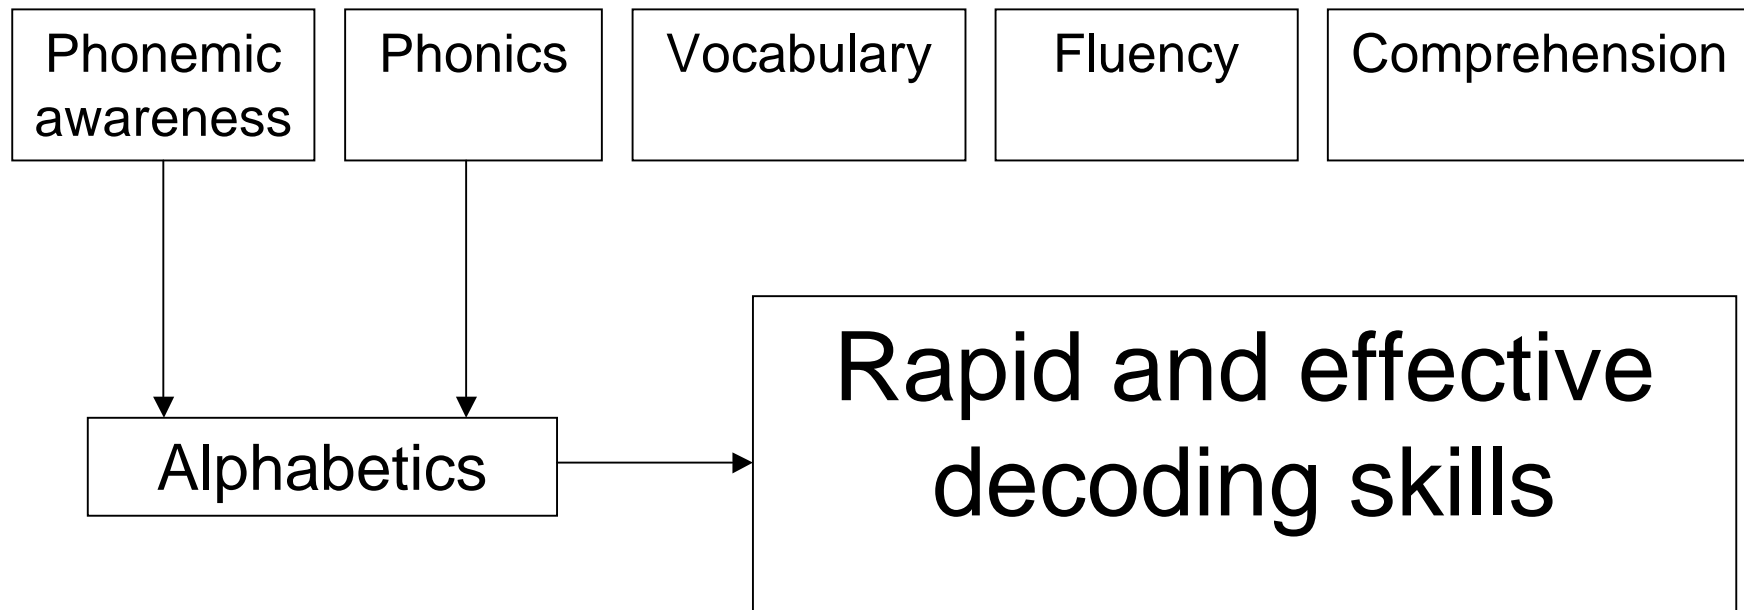 Phonemic
awareness
Phonics
Vocabulary
Fluency
Comprehension
Alphabetics
Rapid and effective
decoding skills